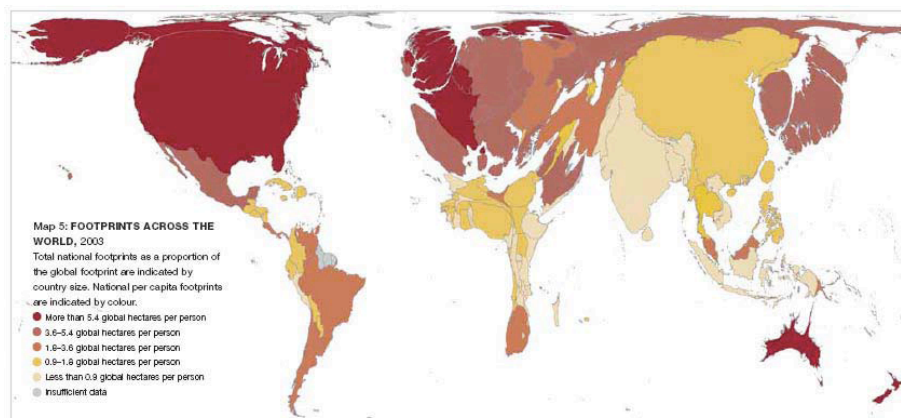 Map 5: FOOTPRINTS ACROSS THE
WORLD, 2003
Total national footprints as a proportion
of the global footprint are indicated by
country size. National per capita footprints
are indicated by colour.
More than 5.4 global hectares per person
3.6–5.4 global hectares per person
1.8–3.6 global hectares per person
0.9–1.8 global hectares per person
Less than 0.9 global hectares per person
Insufficient data